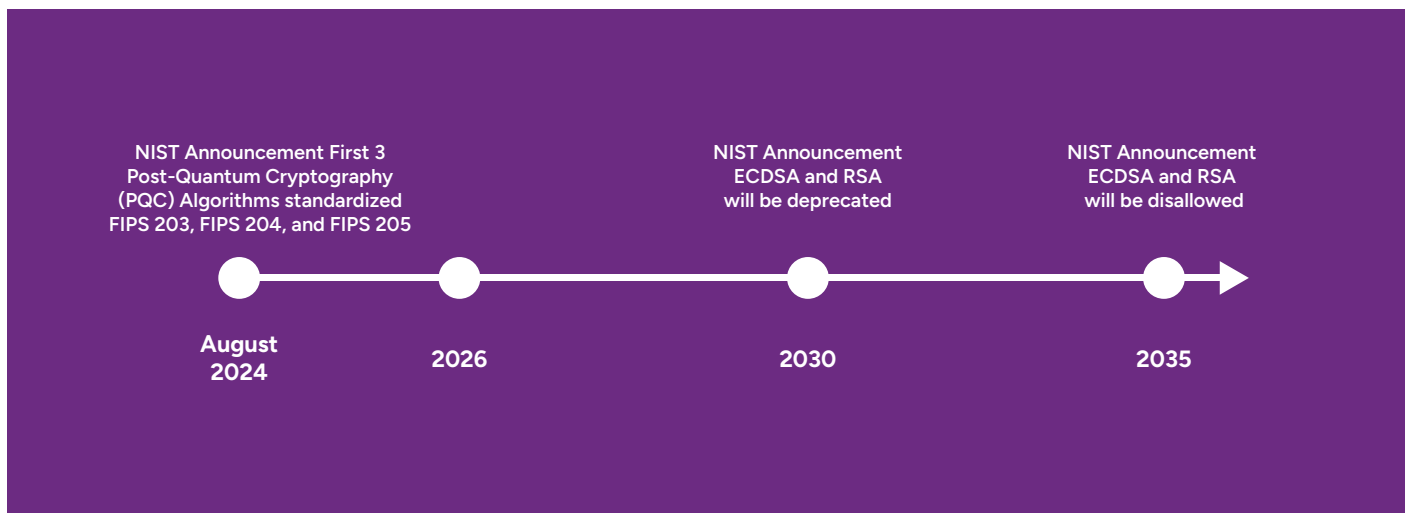 NIST Announcement First 3
Post-Quantum Cryptography
(PQC) Algorithms standardized
FIPS 203, FIPS 204, and FIPS 205
NIST Announcement
ECDSA and RSA
will be deprecated
NIST Announcement
ECDSA and RSA
will be disallowed
August
2024
2026
2030
2035